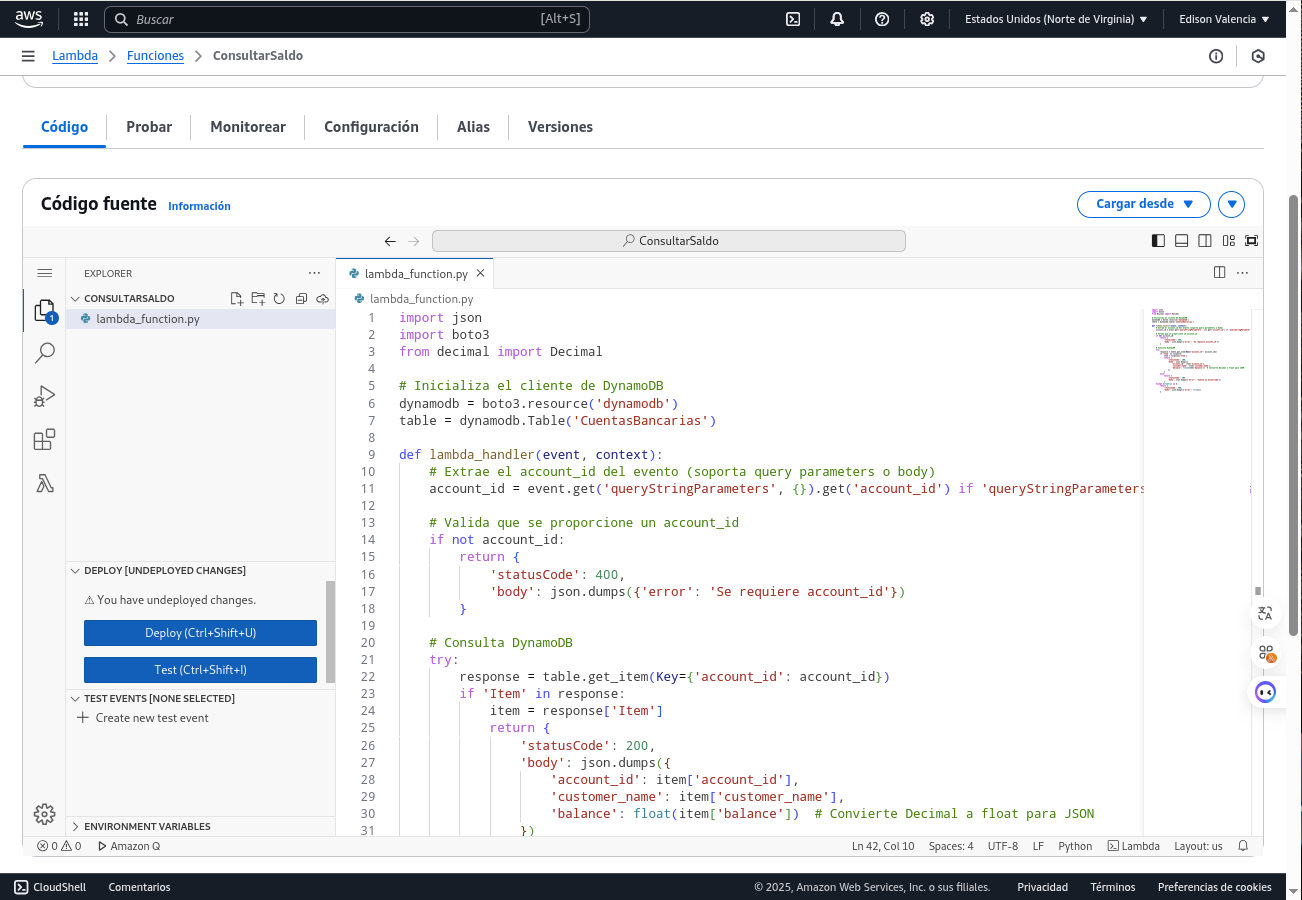 aws
Buscar
[Alt+S]
Estados Unidos (Norte de Virginia)
Edison Valencia
Lambda
Funciones
ConsultarSaldo
Código
Probar
Monitorear
Configuración
Alias
Versiones
Código fuente
Información
Cargar desde
ConsultarSaldo
EXPLORER
CONSULTARSALDO
lambda_function.py
1
DEPLOY [UNDEPLOYED CHANGES]
You have undeployed changes.
Deploy (Ctrl+Shift+U)
Test (Ctrl+Shift+I)
TEST EVENTS [NONE SELECTED]
Create new test event
ENVIRONMENT VARIABLES
lambda_function.py
lambda_function.py
1 import json
2 import boto3
3 from decimal import Decimal
4
5 # Inicializa el cliente de DynamoDB
6 dynamodb = boto3.resource('dynamodb')
7 table = dynamodb.Table('CuentasBancarias')
8
9 def lambda_handler(event, context):
10 # Extrae el account_id del evento (soporta query parameters o body)
11 account_id = event.get('queryStringParameters', {}).get('account_id') if 'queryStringParameters
12
13 # Valida que se proporcione un account_id
14 if not account_id:
15 return {
16 'statusCode': 400,
17 'body': json.dumps({'error': 'Se requiere account_id'})
18 }
19
20 # Consulta DynamoDB
21 try:
22 response = table.get_item(Key={'account_id': account_id})
23 if 'Item' in response:
24 item = response['Item']
25 return {
26 'statusCode': 200,
27 'body': json.dumps({
28 'account_id': item['account_id'],
29 'customer_name': item['customer_name'],
30 'balance': float(item['balance']) # Convierte Decimal a float para JSON
31 })
0 0
Amazon Q
Ln 42, Col 10
Spaces: 4
UTF-8
LF
Python
Lambda
Layout: us
CloudShell
Comentarios
© 2025, Amazon Web Services, Inc. o sus filiales.
Privacidad
Términos
Preferencias de cookies